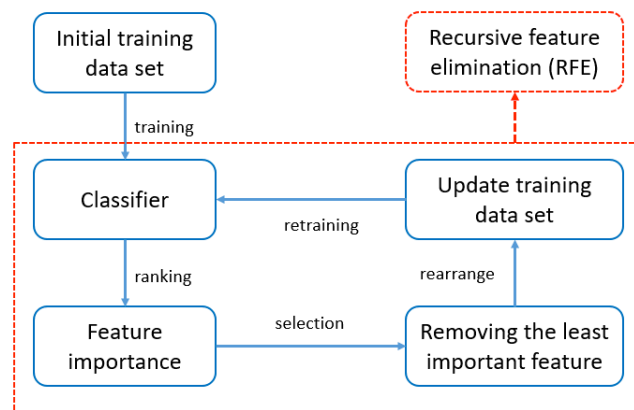 Initial training
data set
Recursive feature
elimination (RFE)
training
Classifier
Update training
data set
retraining
ranking
rearrange
Feature
importance
selection
Removing the least
important feature